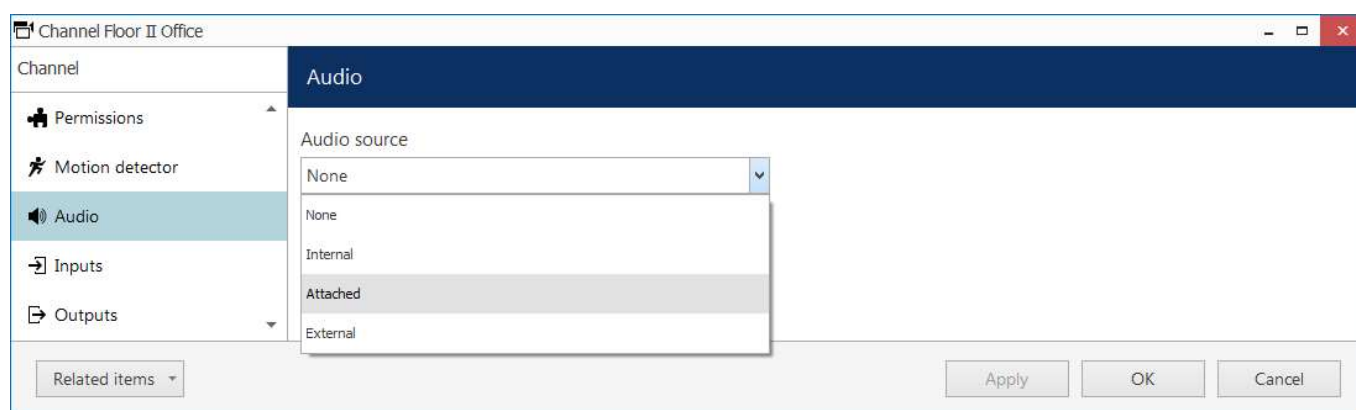 Channel Floor II Office
Channel
Audio
Permissions
Motion detector
Audio
Inputs
Outputs
Audio source
None
None
Internal
Attached
External
Related items
Apply
OK
Cancel